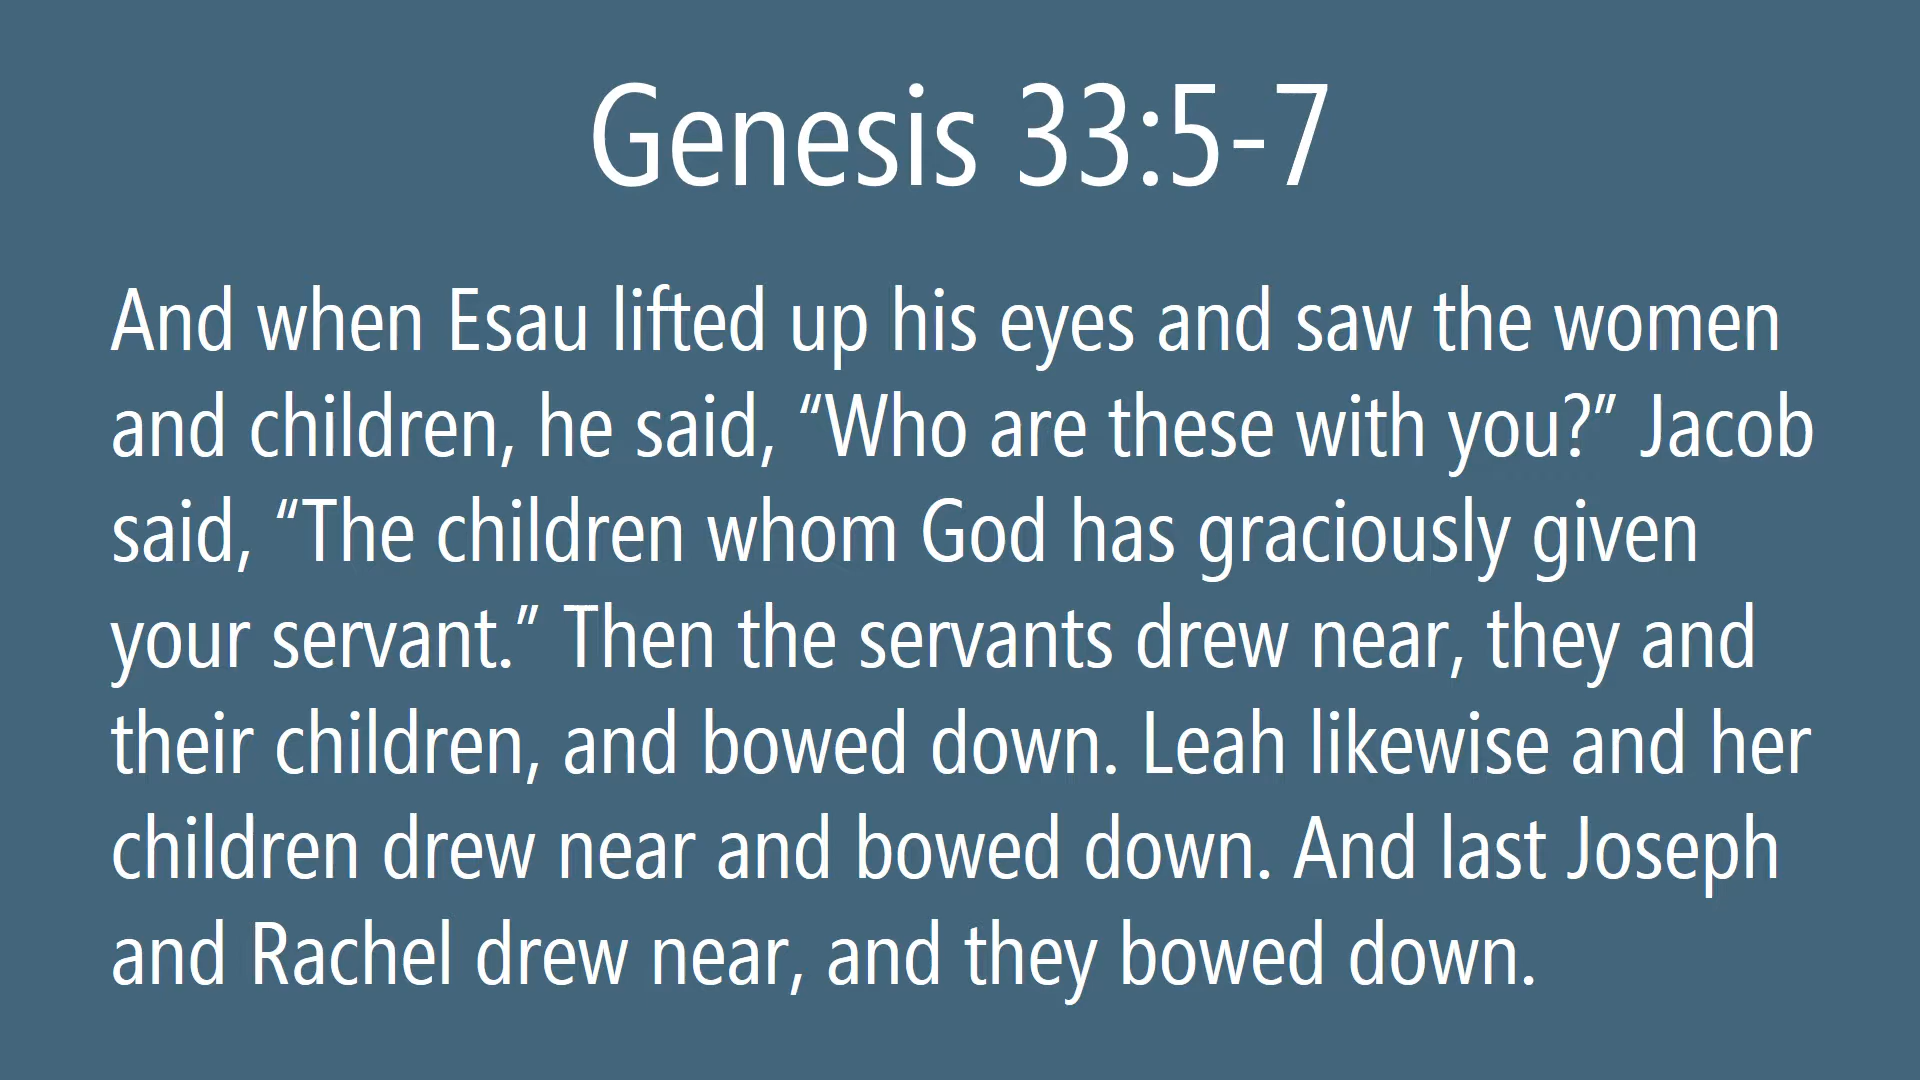 Genesis 33:5-7
And when Esau lifted up his eyes and saw the women
and children, he said, “Who are these with you?” Jacob
said, “The children whom God has graciously given
your servant.” Then the servants drew near, they and
their children, and bowed down. Leah likewise and her
children drew near and bowed down. And last Joseph
and Rachel drew near, and they bowed down.